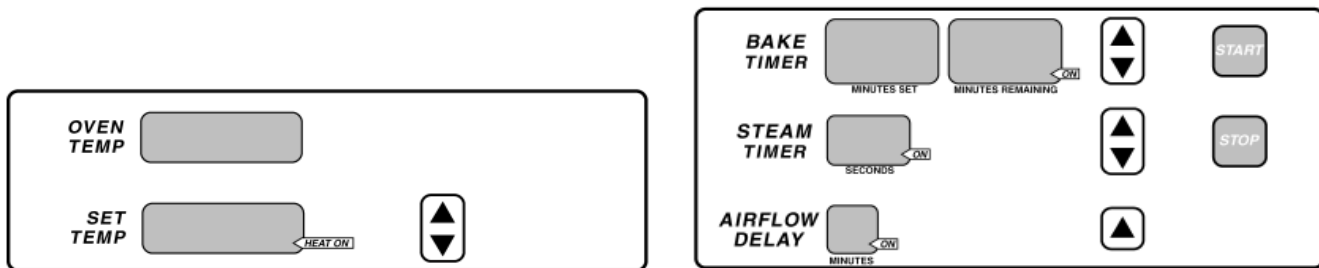 OVEN
TEMP
SET
TEMP
HEAT ON
BAKE
TIMER
MINUTES SET
MINUTES REMAINING
ON
START
STEAM
TIMER
SECONDS
ON
STOP
AIRFLOW
DELAY
MINUTES
ON